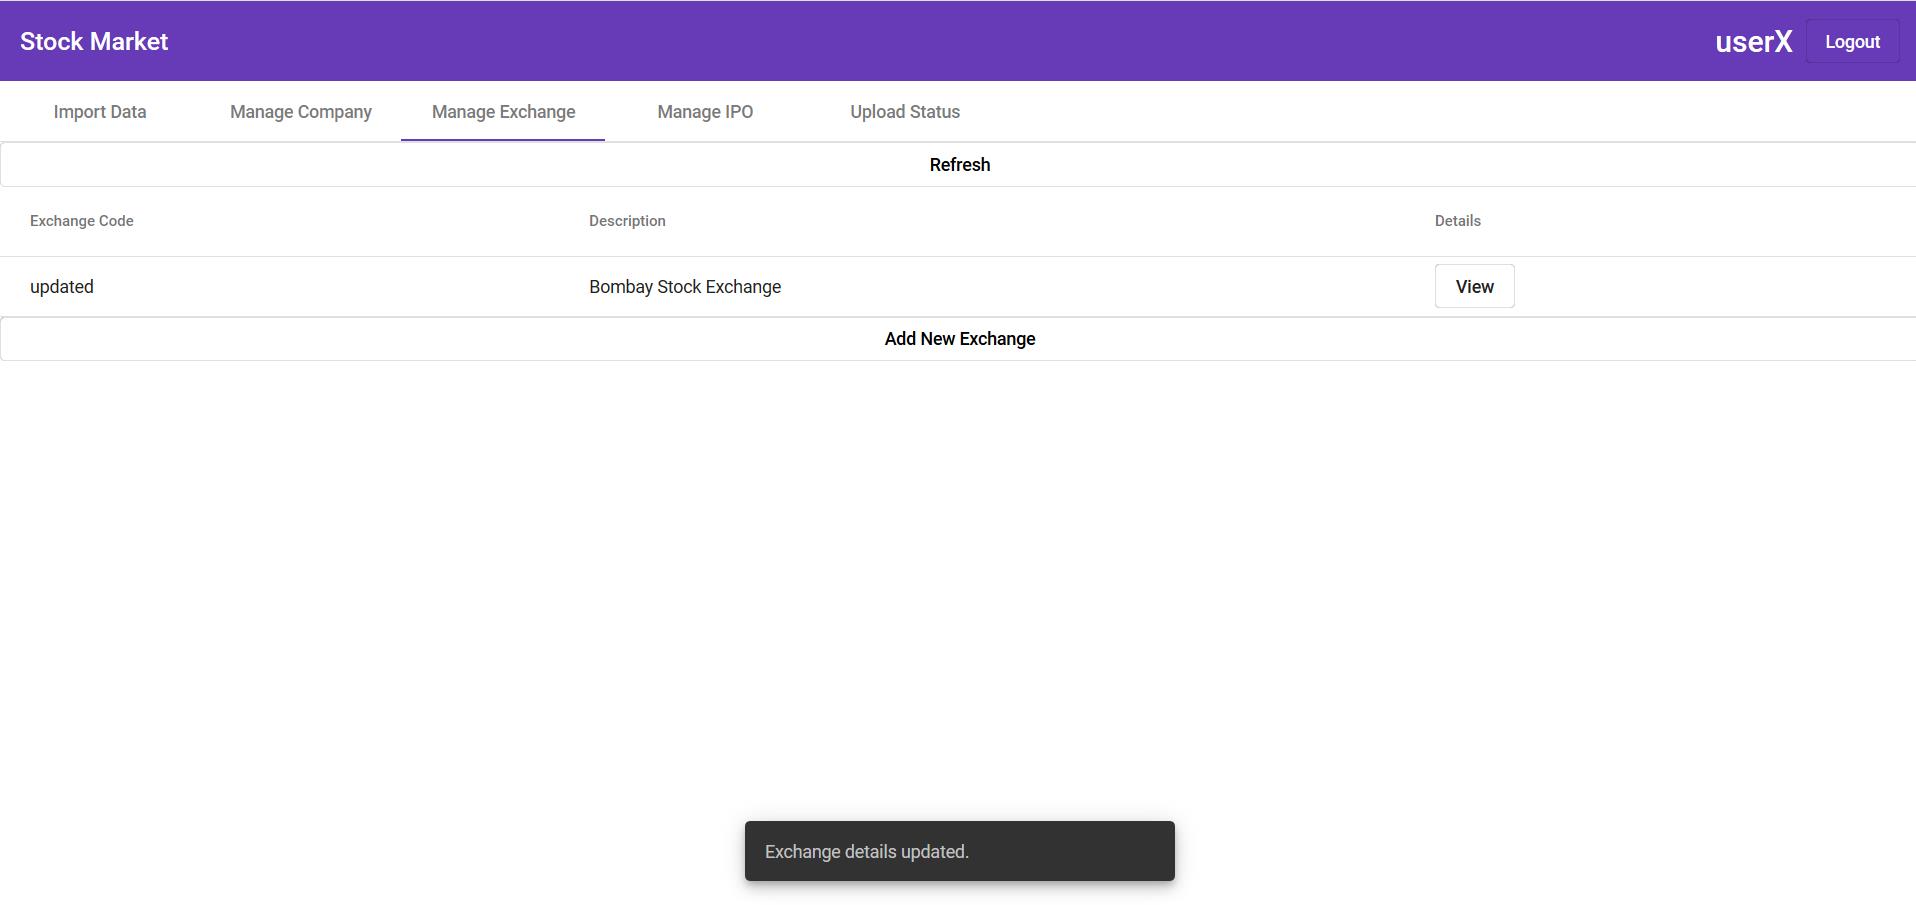 Stock Market
userX Logout
Import Data Manage Company Manage Exchange Manage IPO Upload Status
Refresh
Exchange Code Description Details
updated Bombay Stock Exchange View
Add New Exchange
Exchange details updated.